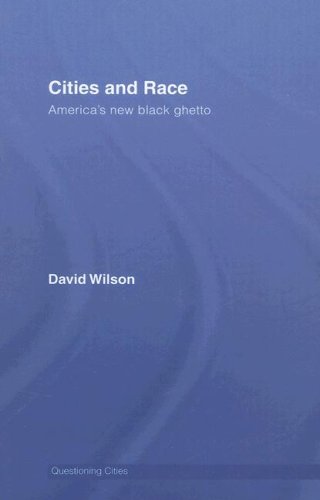 Cities and Race
America's new black ghetto
David Wilson
Questioning Cities